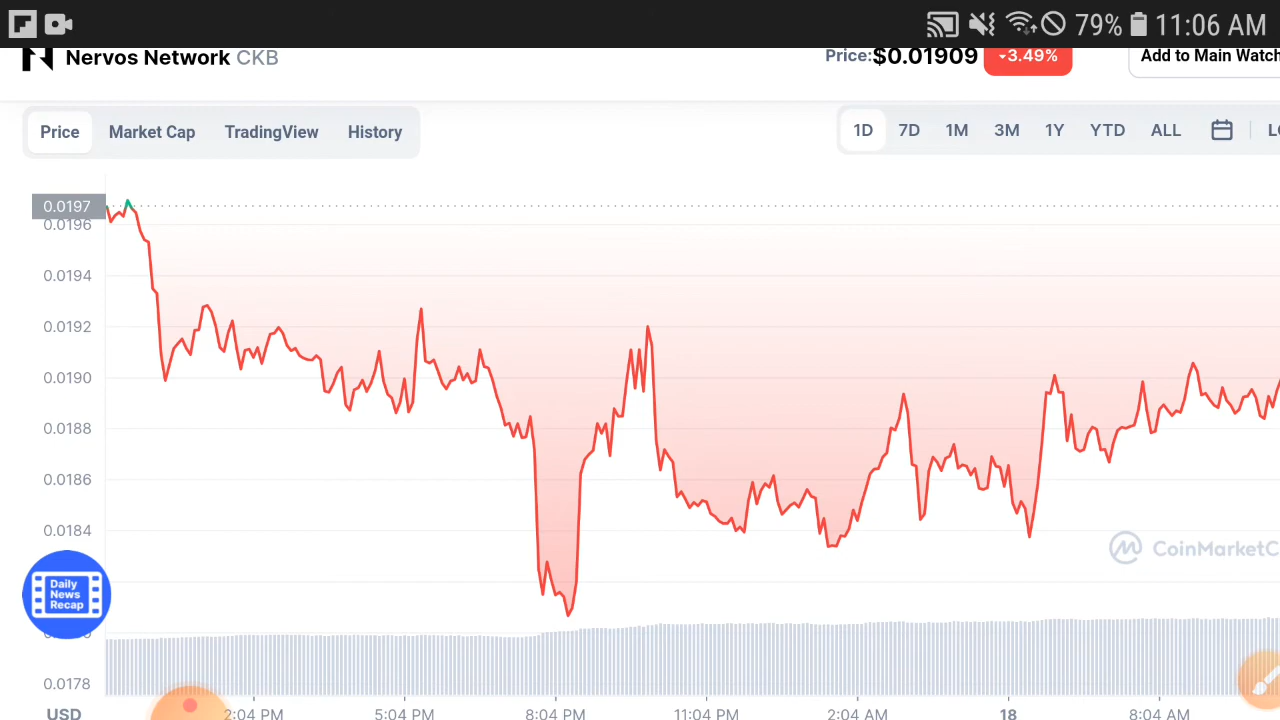 79% 11:06 AM
Nervos Network CKB Price: $0.01909 3.49% Add to Main Watch
Price Market Cap TradingView History 1D 7D 1M 3M 1Y YTD ALL
0.0197
0.0196
0.0194
0.0192
0.0190
0.0188
0.0186
0.0184
CoinMarketC
Daily
News
Recap
0.0178
USD 2:04 PM 5:04 PM 8:04 PM 11:04 PM 2:04 AM 18 8:04 AM